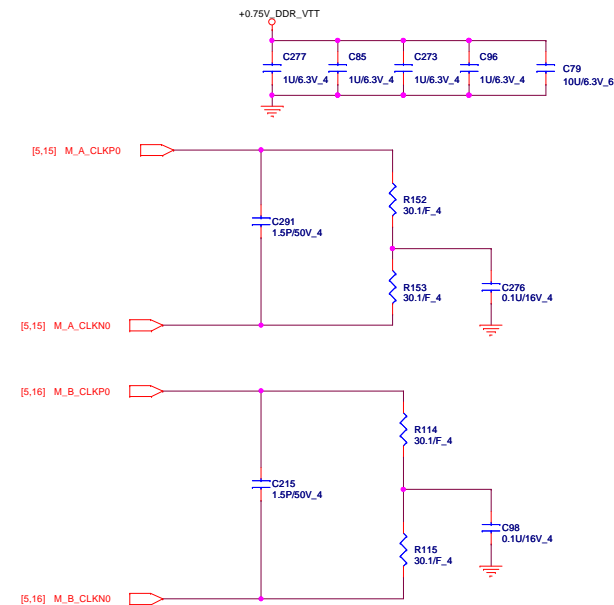 +0.75V_DDR_VTT
C277
1U/6.3V_4
C85
1U/6.3V_4
C273
1U/6.3V_4
C96
1U/6.3V_4
C79
10U/6.3V_6
[5,15] M_A_CLKP0
R152
30.1/F_4
C291
1.5P/50V_4
R153
30.1/F_4
C276
0.1U/16V_4
[5,15] M_A_CLKN0
[5,16] M_B_CLKP0
R114
30.1/F_4
C215
1.5P/50V_4
C98
0.1U/16V_4
R115
30.1/F_4
[5,16] M_B_CLKN0